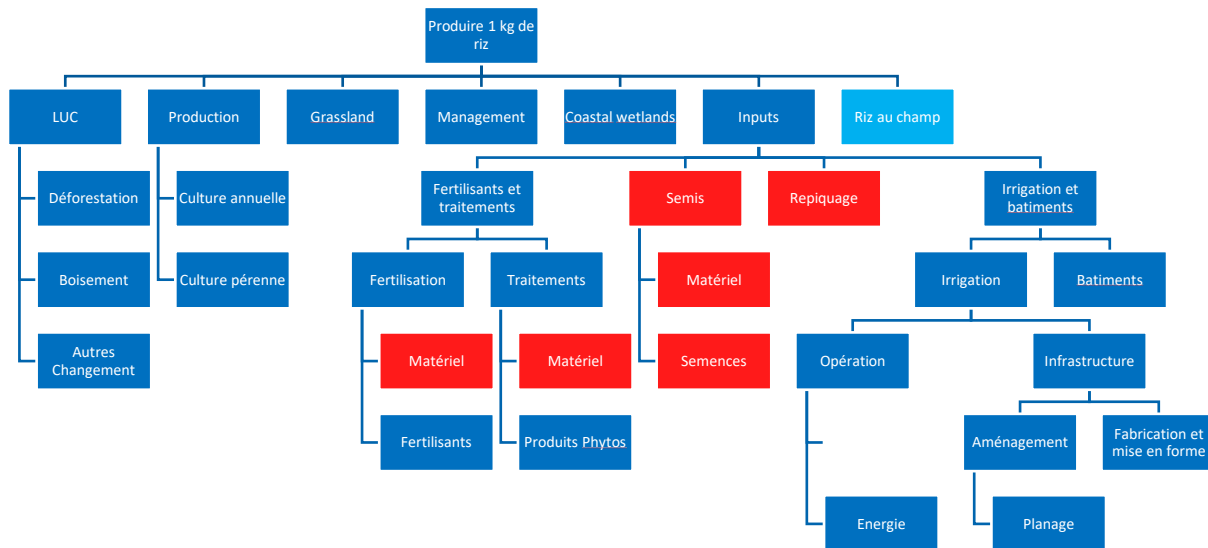 Produire 1 kg de
riz
LUC
Production
Grassland
Management
Coastal wetlands
Inputs
Riz au champ
Déforestation
Culture annuelle
Fertilisants et
traitements
Semis
Repiquage
Irrigation et
batiments
Boisement
Culture pérenne
Fertilisation
Traitements
Matériel
Irrigation
Batiments
Autres
Changement
Matériel
Matériel
Semences
Opération
Infrastructure
Fertilisants
Produits Phytos
Aménagement
Fabrication et
mise en forme
Energie
Planage